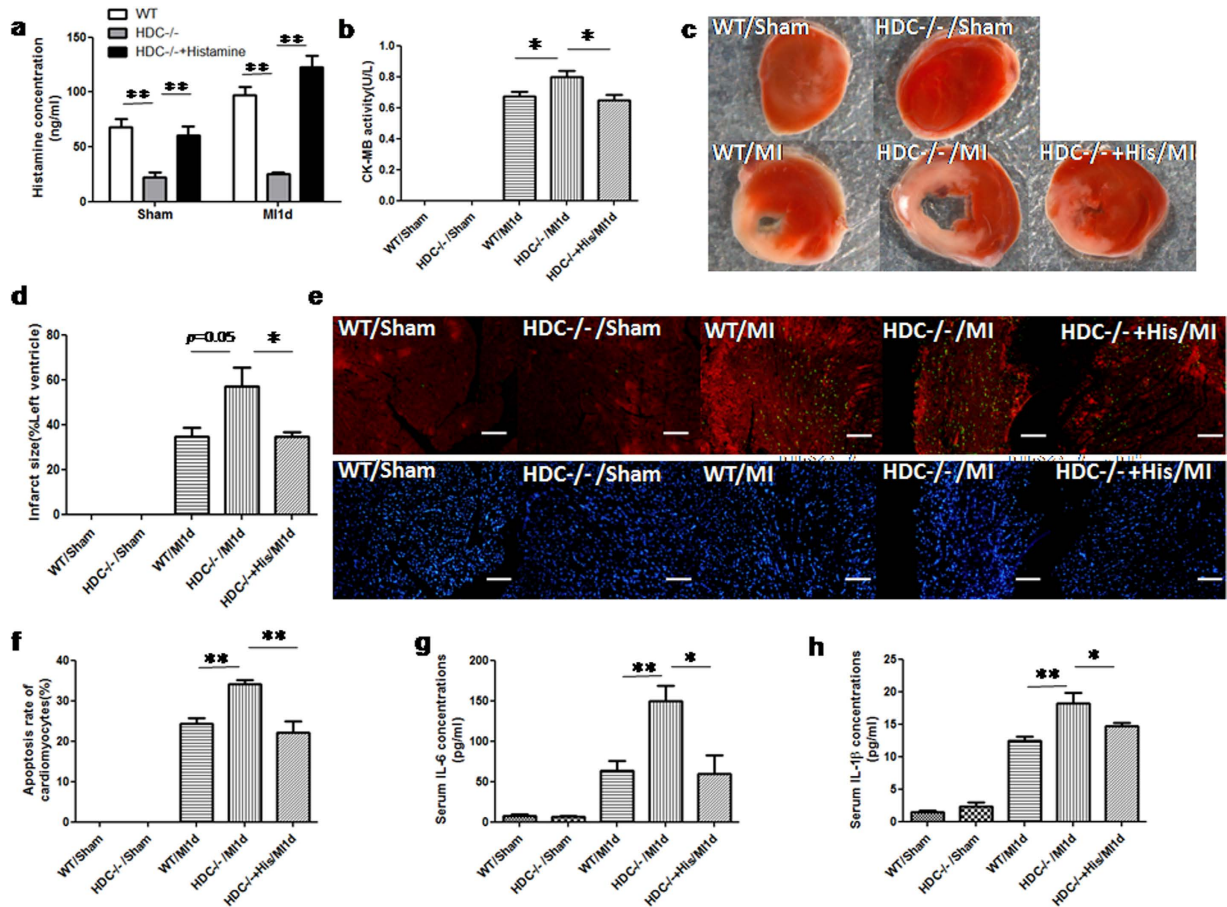 a
WT
HDC-/-
HDC-/-+Histamine
Histamine concentration
(ng/ml)
150
100
50
0
**
**
**
**
Sham
MI1d
b
CK-MB activity(U/L)
1.0
0.8
0.6
0.4
0.2
0.0
*
*
WT/Sham
HDC-/-/Sham
WT/MI1d
HDC-/-/MI1d
HDC-/-+His/MI1d
c
WT/Sham
HDC-/-/Sham
WT/MI
HDC-/-/MI
HDC-/-+His/MI
d
Infarct size(%Left ventricle)
80
60
40
20
0
p=0.05
*
WT/Sham
HDC-/-/Sham
WT/MI1d
HDC-/-/MI1d
HDC-/-+His/MI1d
e
WT/Sham
HDC-/-/Sham
WT/MI
HDC-/-/MI
HDC-/-+His/MI
WT/Sham
HDC-/-/Sham
WT/MI
HDC-/-/MI
HDC-/-+His/MI
f
Apoptosis rate of
cardiomyocytes(%)
40
30
20
10
0
**
**
WT/Sham
HDC-/-/Sham
WT/MI1d
HDC-/-/MI1d
HDC-/-+His/MI1d
g
Serum IL-6 concentrations
(pg/ml)
200
150
100
50
0
**
*
WT/Sham
HDC-/-/Sham
WT/MI1d
HDC-/-/MI1d
HDC-/-+His/MI1d
h
Serum IL-1β concentrations
(pg/ml)
25
20
15
10
5
0
**
*
WT/Sham
HDC-/-/Sham
WT/MI1d
HDC-/-/MI1d
HDC-/-+His/MI1d